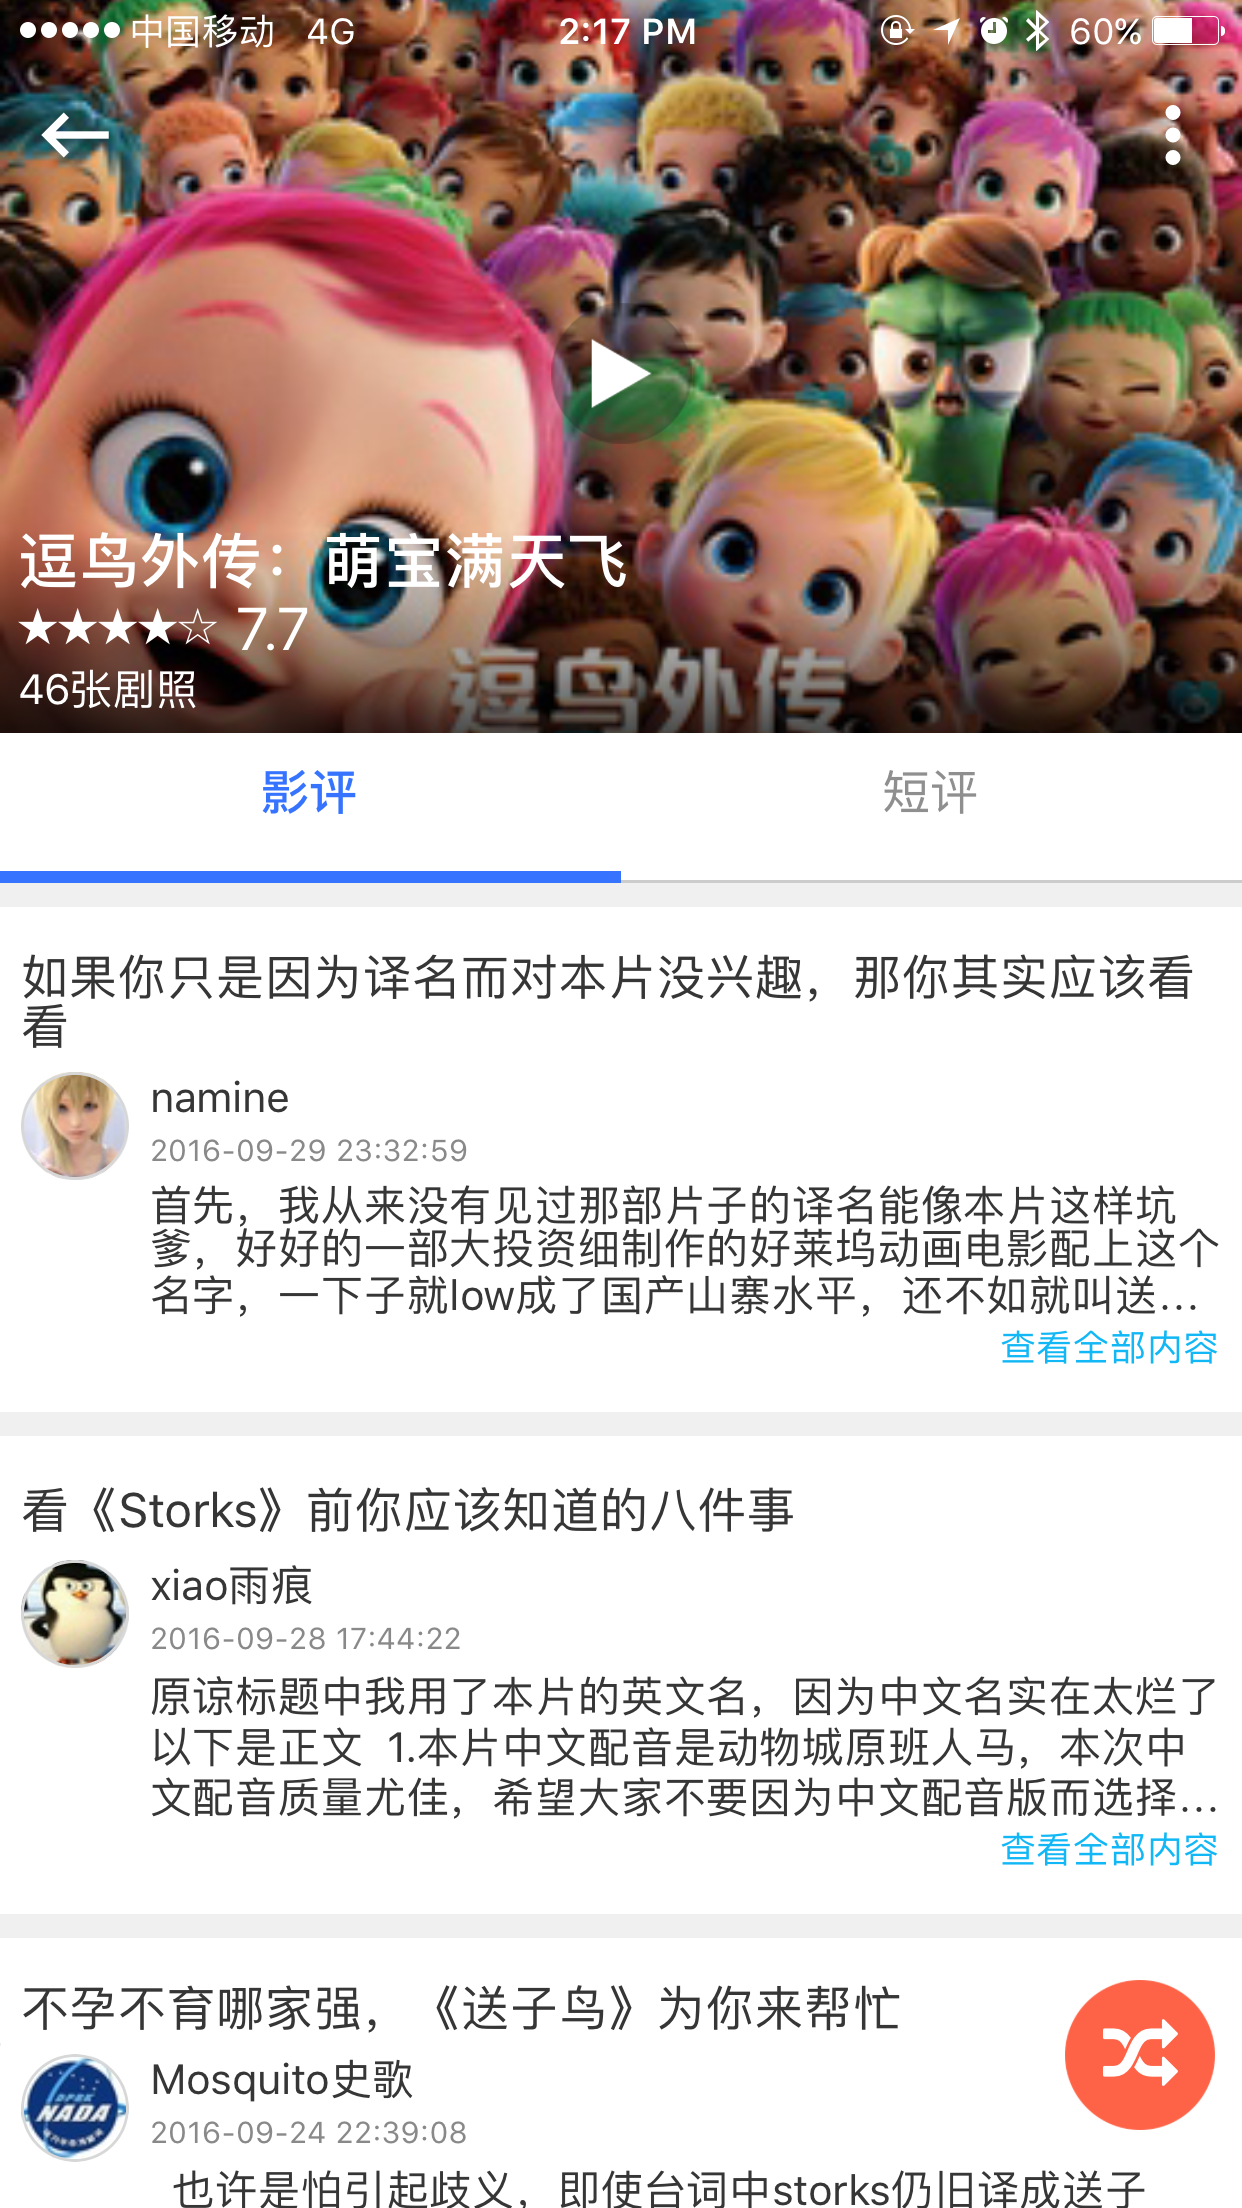 中国移动 4G 2:17 PM 60%
逗鸟外传：萌宝满天飞
★★★★☆ 7.7
46张剧照
逗鸟外传
影评 短评
如果你只是因为译名而对本片没兴趣，那你其实应该看
看
namine
2016-09-29 23:32:59
首先，我从来没有见过那部片子的译名能像本片这样坑
爹，好好的一部大投资细制作的好莱坞动画电影配上这个
名字，一下子就low成了国产山寨水平，还不如就叫送...
查看全部内容
看《Storks》前你应该知道的八件事
xiao雨痕
2016-09-28 17:44:22
原谅标题中我用了本片的英文名，因为中文名实在太烂了
以下是正文 1.本片中文配音是动物城原班人马，本次中
文配音质量尤佳，希望大家不要因为中文配音版而选择...
查看全部内容
不孕不育哪家强，《送子鸟》为你来帮忙
Mosquito史歌
NADA
2016-09-24 22:39:08
也许是怕引起歧义，即使台词中storks仍旧译成送子